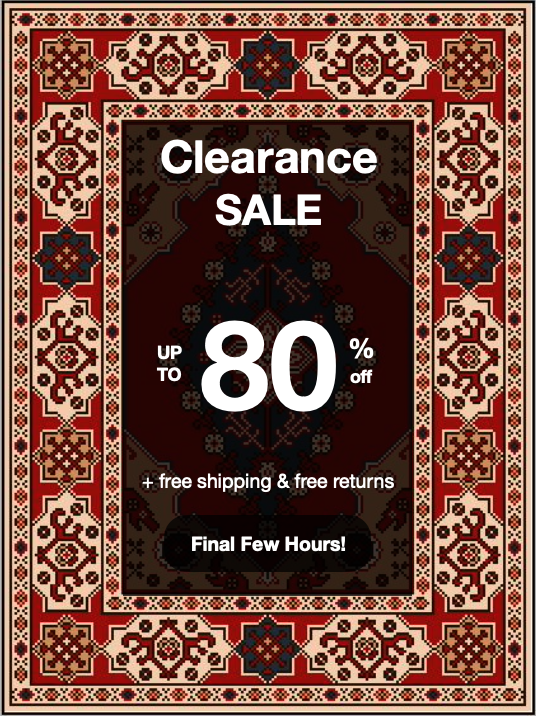 Clearance
SALE
UP TO 80 % off
+ free shipping & free returns
Final Few Hours!